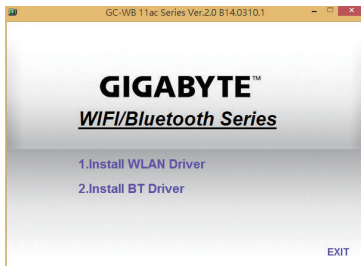 GC-WB 11ac Series Ver.2.0 B14.0310.1
GIGABYTE™
WIFI/Bluetooth Series
1.Install WLAN Driver
2.Install BT Driver
EXIT